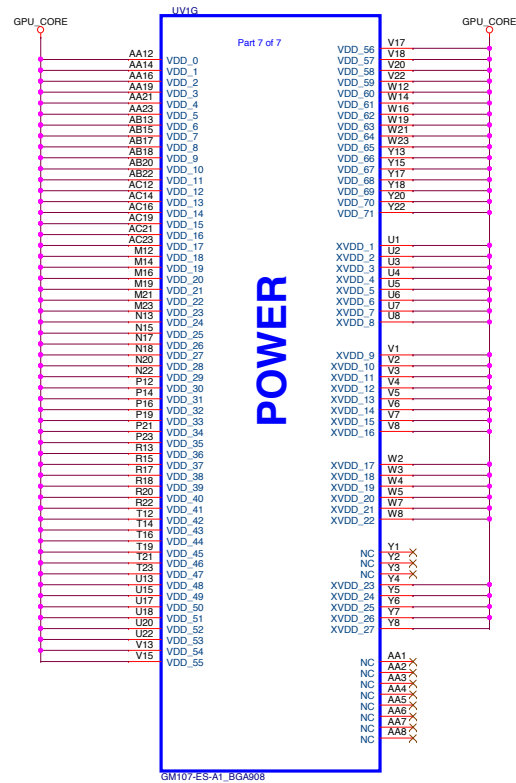 UV1G
GPU_CORE
GPU_CORE
Part 7 of 7
AA12 VDD_0
AA14 VDD_1
AA16 VDD_2
AA19 VDD_3
AA21 VDD_4
AA23 VDD_5
AB13 VDD_6
AB15 VDD_7
AB17 VDD_8
AB18 VDD_9
AB20 VDD_10
AB22 VDD_11
AC12 VDD_12
AC14 VDD_13
AC16 VDD_14
AC19 VDD_15
AC21 VDD_16
AC23 VDD_17
M12 VDD_18
M14 VDD_19
M16 VDD_20
M19 VDD_21
M21 VDD_22
M23 VDD_23
N13 VDD_24
N15 VDD_25
N17 VDD_26
N18 VDD_27
N20 VDD_28
N22 VDD_29
P12 VDD_30
P14 VDD_31
P16 VDD_32
P19 VDD_33
P21 VDD_34
P23 VDD_35
R13 VDD_36
R15 VDD_37
R17 VDD_38
R18 VDD_39
R20 VDD_40
R22 VDD_41
T12 VDD_42
T14 VDD_43
T16 VDD_44
T19 VDD_45
T21 VDD_46
T23 VDD_47
U13 VDD_48
U15 VDD_49
U17 VDD_50
U18 VDD_51
U20 VDD_52
U22 VDD_53
V13 VDD_54
V15 VDD_55
POWER
VDD_56 V17
VDD_57 V18
VDD_58 V20
VDD_59 V22
VDD_60 W12
VDD_61 W14
VDD_62 W16
VDD_63 W19
VDD_64 W21
VDD_65 W23
VDD_66 Y13
VDD_67 Y15
VDD_68 Y17
VDD_69 Y18
VDD_70 Y20
VDD_71 Y22
XVDD_1 U1
XVDD_2 U2
XVDD_3 U3
XVDD_4 U4
XVDD_5 U5
XVDD_6 U6
XVDD_7 U7
XVDD_8 U8
XVDD_9 V1
XVDD_10 V2
XVDD_11 V3
XVDD_12 V4
XVDD_13 V5
XVDD_14 V6
XVDD_15 V7
XVDD_16 V8
XVDD_17 W2
XVDD_18 W3
XVDD_19 W4
XVDD_20 W5
XVDD_21 W7
XVDD_22 W8
NC Y1
NC Y2
NC Y3
XVDD_23 Y4
XVDD_24 Y5
XVDD_25 Y6
XVDD_26 Y7
XVDD_27 Y8
NC AA1
NC AA2
NC AA3
NC AA4
NC AA5
NC AA6
NC AA7
NC AA8
GM107-ES-A1_BGA908